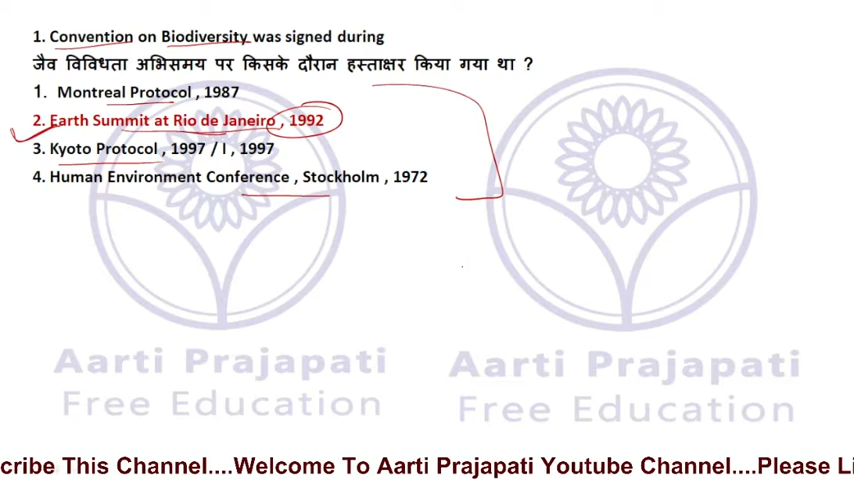 1. Convention on Biodiversity was signed during
जैव विविधता अभिसमय पर किसके दौरान हस्ताक्षर किया गया था ?
1. Montreal Protocol , 1987
2. Earth Summit at Rio de Janeiro , 1992
3. Kyoto Protocol , 1997 / I , 1997
4. Human Environment Conference , Stockholm , 1972
Aarti Prajapati
Free Education
Aarti Prajapati
Free Education
cribe This Channel....Welcome To Aarti Prajapati Youtube Channel....Please Li